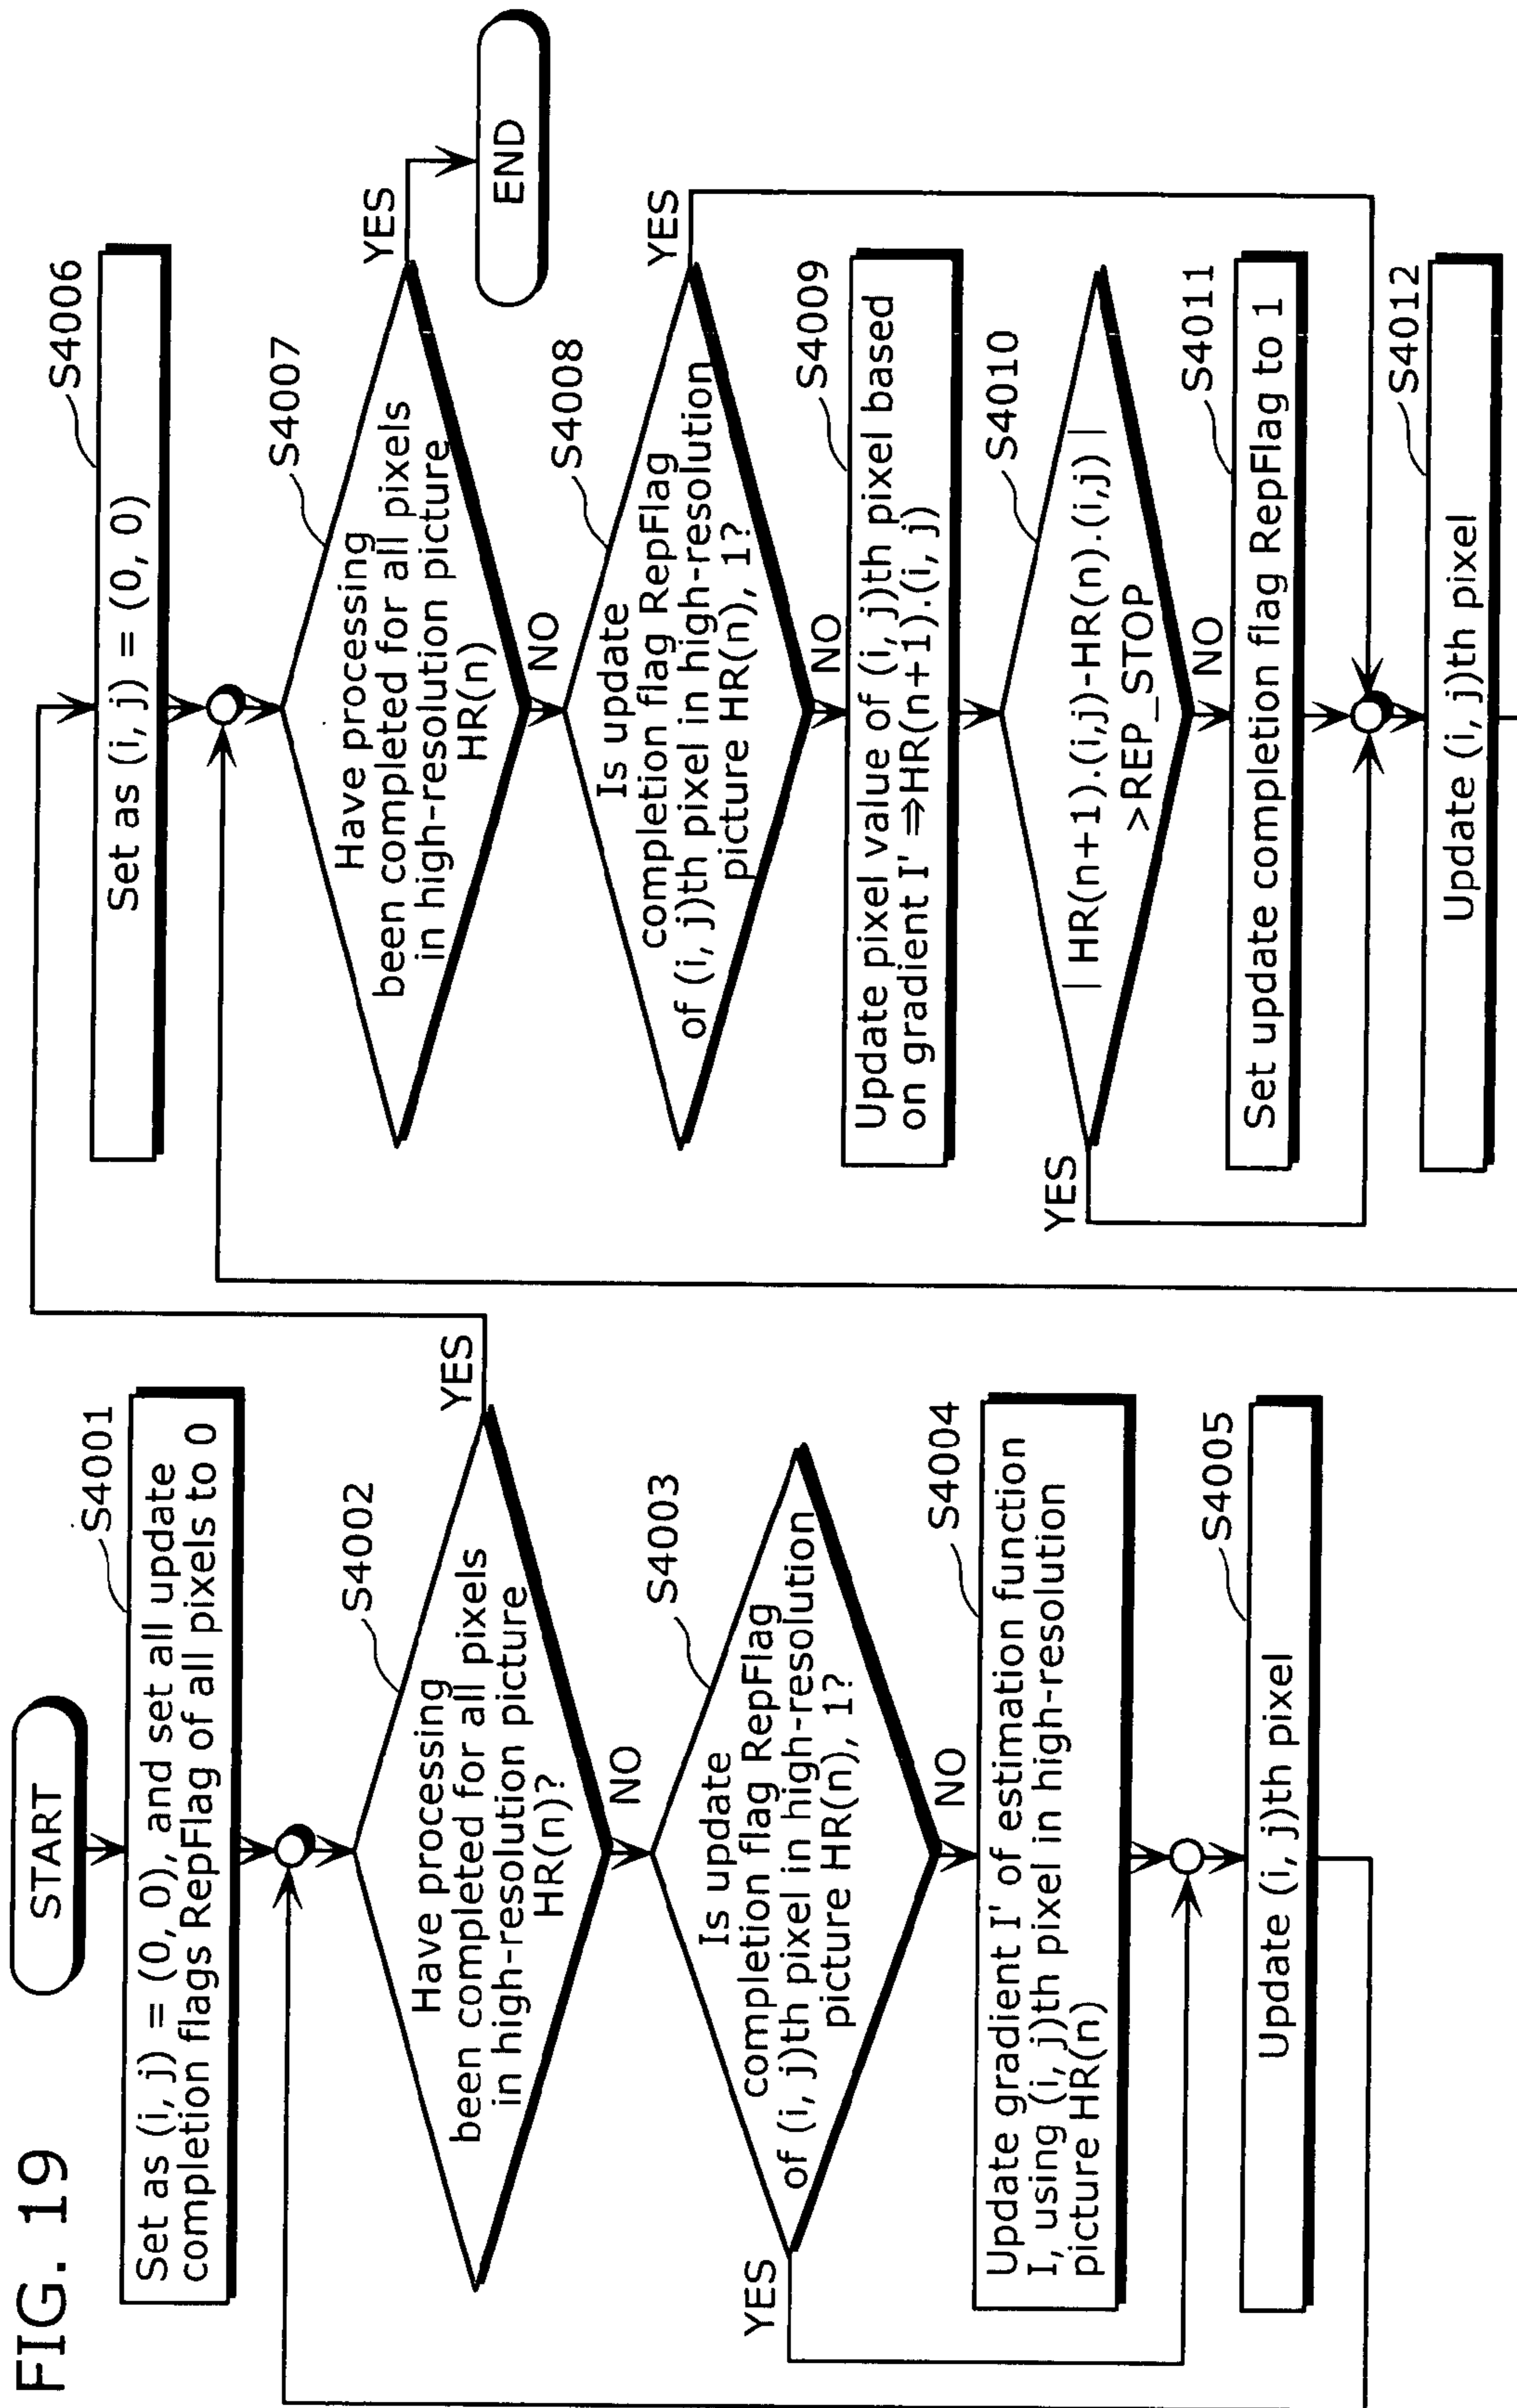 FIG. 19
START
S4001
Set as (i, j) = (0, 0), and set all update
completion flags RepFlag of all pixels to 0
S4002
Have processing
been completed for all pixels
in high-resolution picture
HR(n)?
YES
NO
S4003
Is update
completion flag RepFlag
of (i, j)th pixel in high-resolution
picture HR(n), 1?
YES
NO
S4004
Update gradient I' of estimation function
I, using (i, j)th pixel in high-resolution
picture HR(n)
S4005
Update (i, j)th pixel
S4006
Set as (i, j) = (0, 0)
S4007
Have processing
been completed for all pixels
in high-resolution picture
HR(n)
YES
END
NO
S4008
Is update
completion flag RepFlag
of (i, j)th pixel in high-resolution
picture HR(n), 1?
YES
NO
S4009
Update pixel value of (i, j)th pixel based
on gradient I' ⇒HR(n+1).(i, j)
S4010
| HR(n+1).(i,j)-HR(n).(i,j) |
>REP_STOP
YES
NO
S4011
Set update completion flag RepFlag to 1
S4012
Update (i, j)th pixel